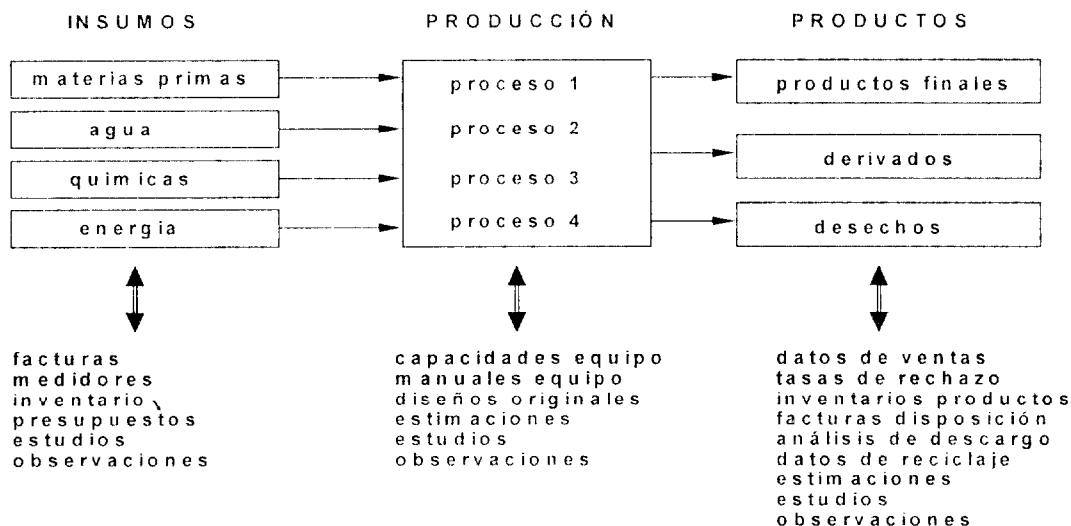 INSUMOS
materias primas
agua
quimicas
energia
facturas
medidores
inventario
presupuestos
estudios
observaciones
PRODUCCIÓN
proceso 1
proceso 2
proceso 3
proceso 4
capacidades equipo
manuales equipo
diseños originales
estimaciones
estudios
observaciones
PRODUCTOS
productos finales
derivados
desechos
datos de ventas
tasas de rechazo
inventarios productos
facturas disposición
análisis de descargo
datos de reciclaje
estimaciones
estudios
observaciones